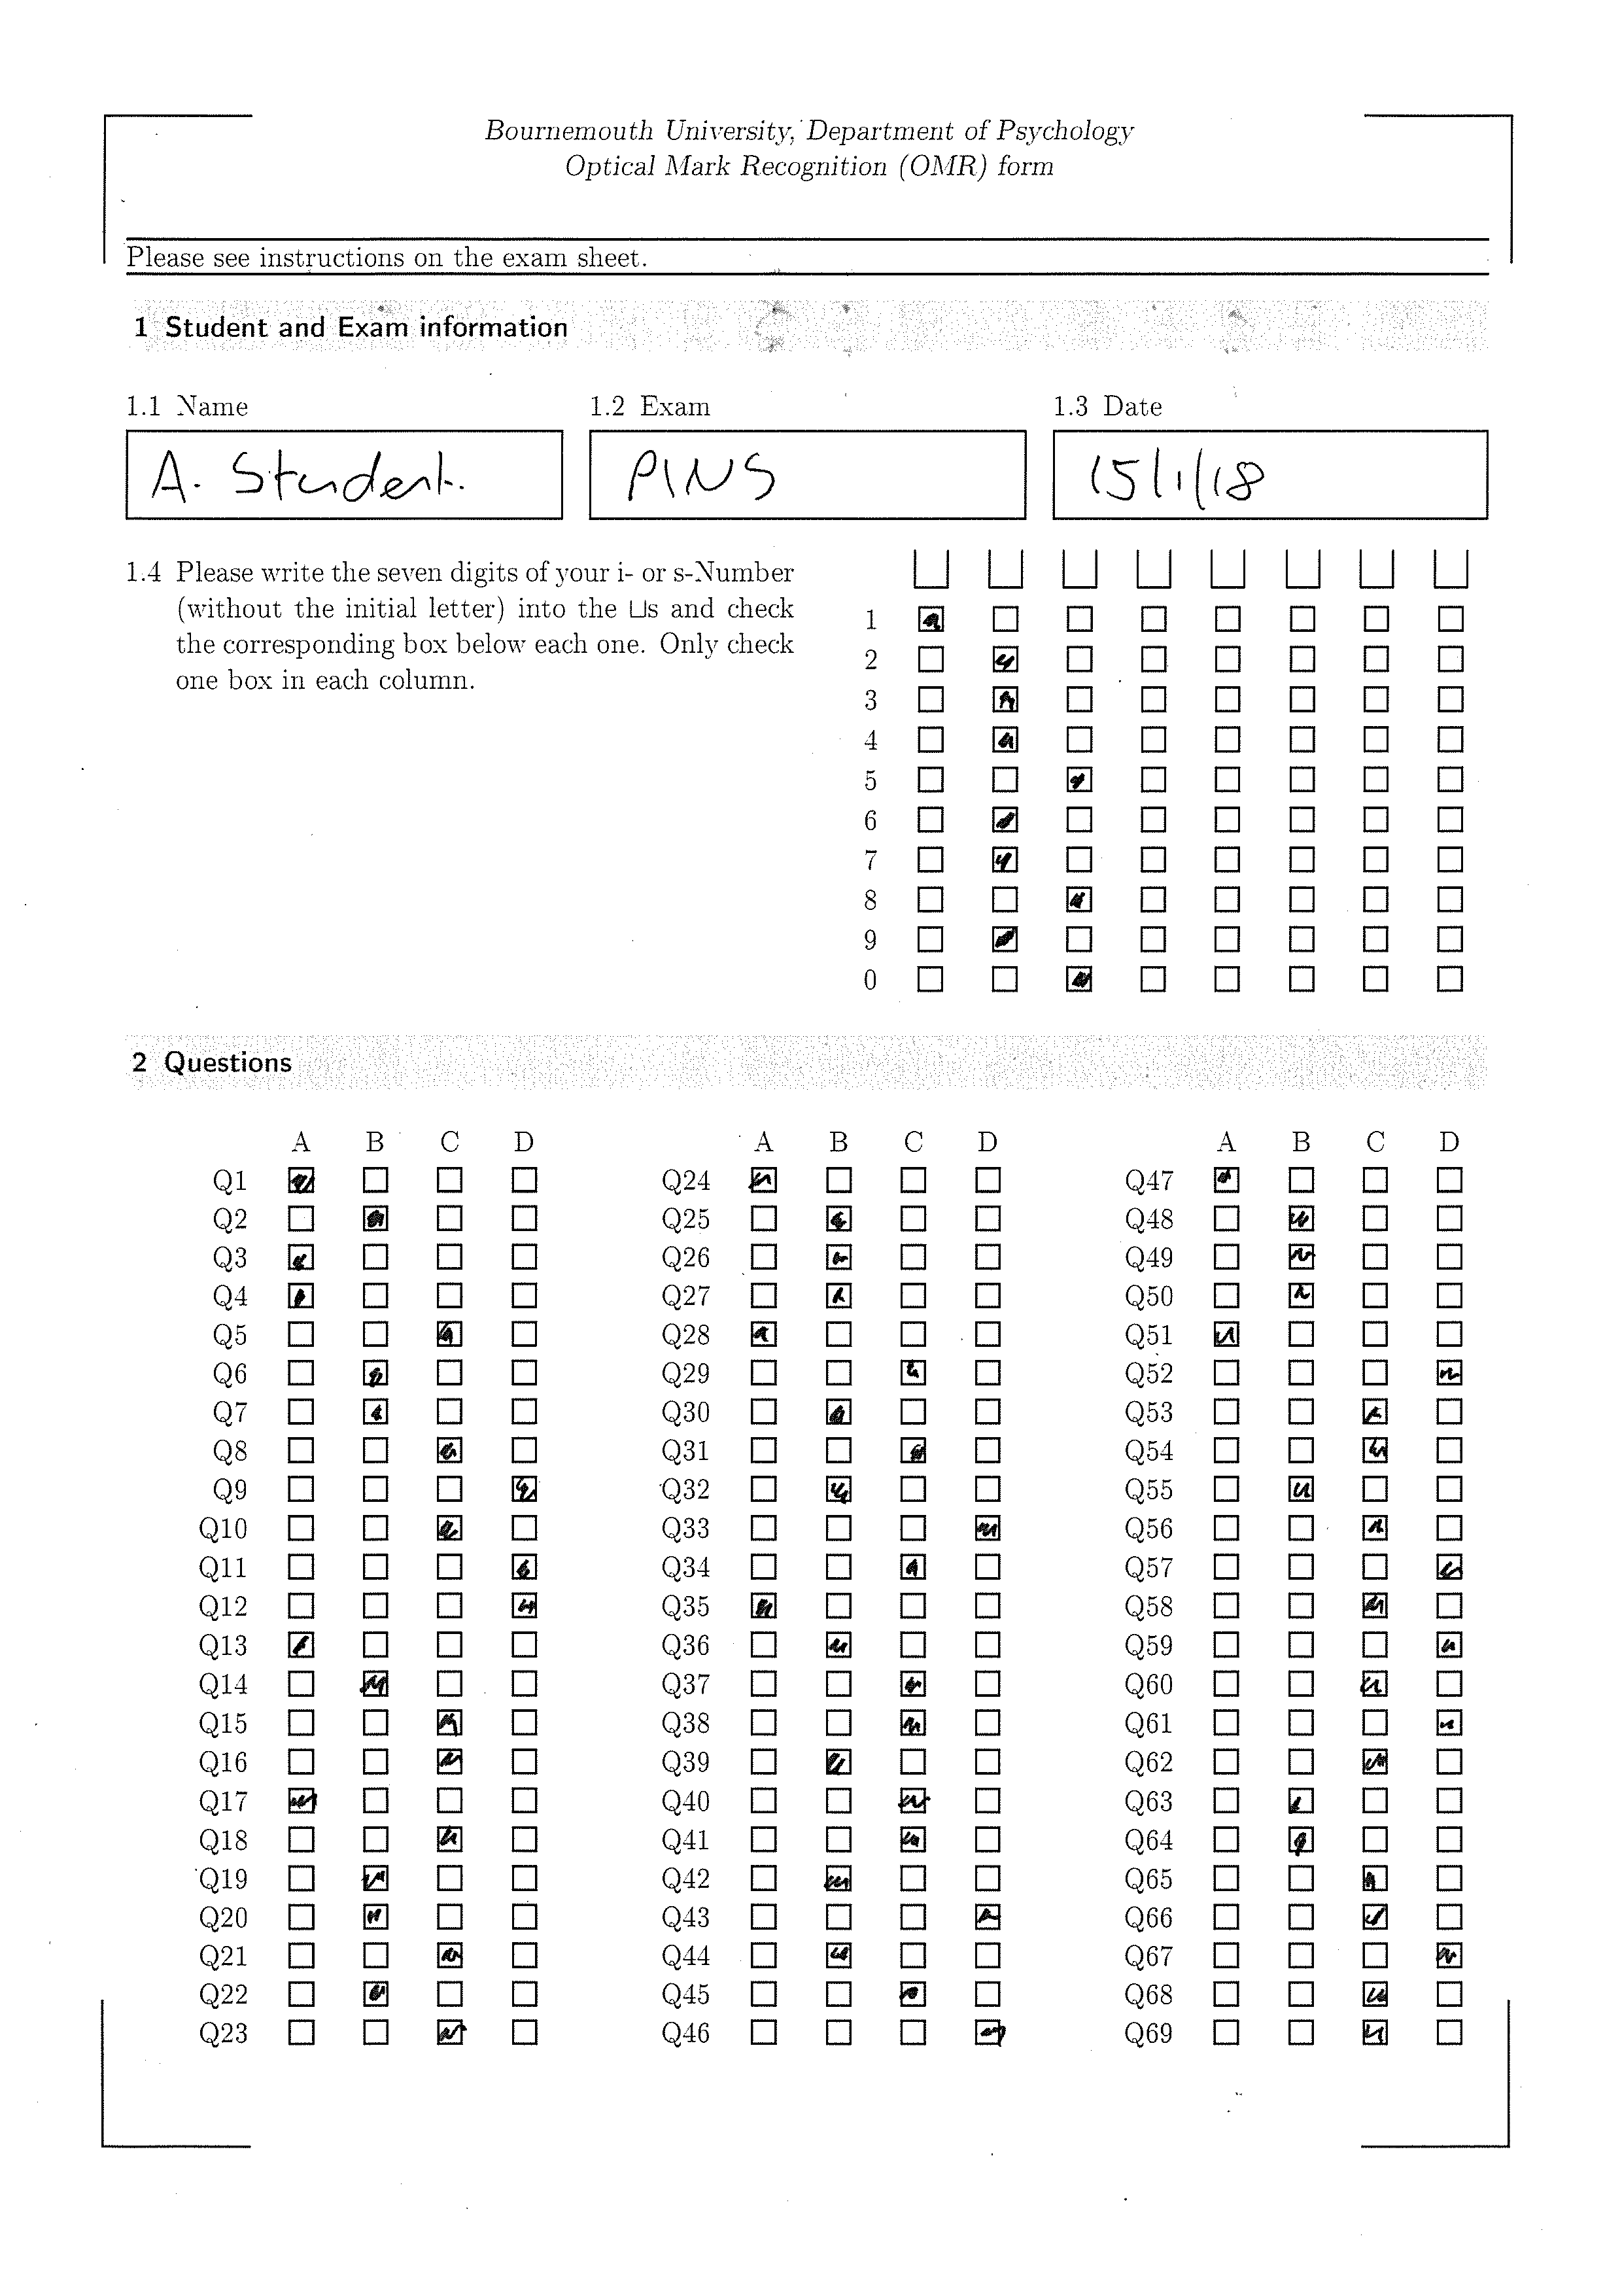 Bournemouth University, Department of Psychology
Optical Mark Recognition (OMR) form
Please see instructions on the exam sheet.
1 Student and Exam information
1.1 Name
1.2 Exam
1.3 Date
A. Student.
PINS
15/1/18
1.4 Please write the seven digits of your i- or s-Number
(without the initial letter) into the ⊔s and check
the corresponding box below each one. Only check
one box in each column.
1
2
3
4
5
6
7
8
9
0
2 Questions
A B C D A B C D A B C D
Q1 Q24 Q47
Q2 Q25 Q48
Q3 Q26 Q49
Q4 Q27 Q50
Q5 Q28 Q51
Q6 Q29 Q52
Q7 Q30 Q53
Q8 Q31 Q54
Q9 Q32 Q55
Q10 Q33 Q56
Q11 Q34 Q57
Q12 Q35 Q58
Q13 Q36 Q59
Q14 Q37 Q60
Q15 Q38 Q61
Q16 Q39 Q62
Q17 Q40 Q63
Q18 Q41 Q64
Q19 Q42 Q65
Q20 Q43 Q66
Q21 Q44 Q67
Q22 Q45 Q68
Q23 Q46 Q69